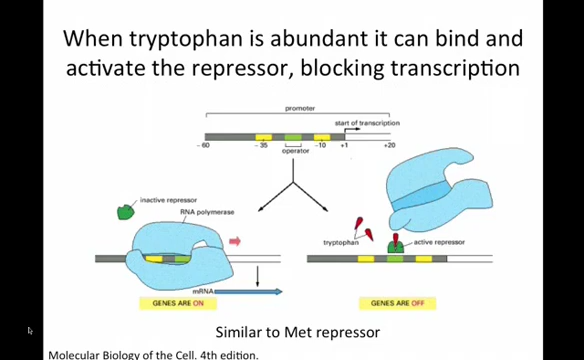 When tryptophan is abundant it can bind and
activate the repressor, blocking transcription
promoter
start of transcription
-60
-35
operator
-10
+1
+20
inactive repressor
RNA polymerase
tryptophan
active repressor
mRNA
GENES ARE ON
GENES ARE OFF
Similar to Met repressor
Molecular Biology of the Cell. 4th edition.